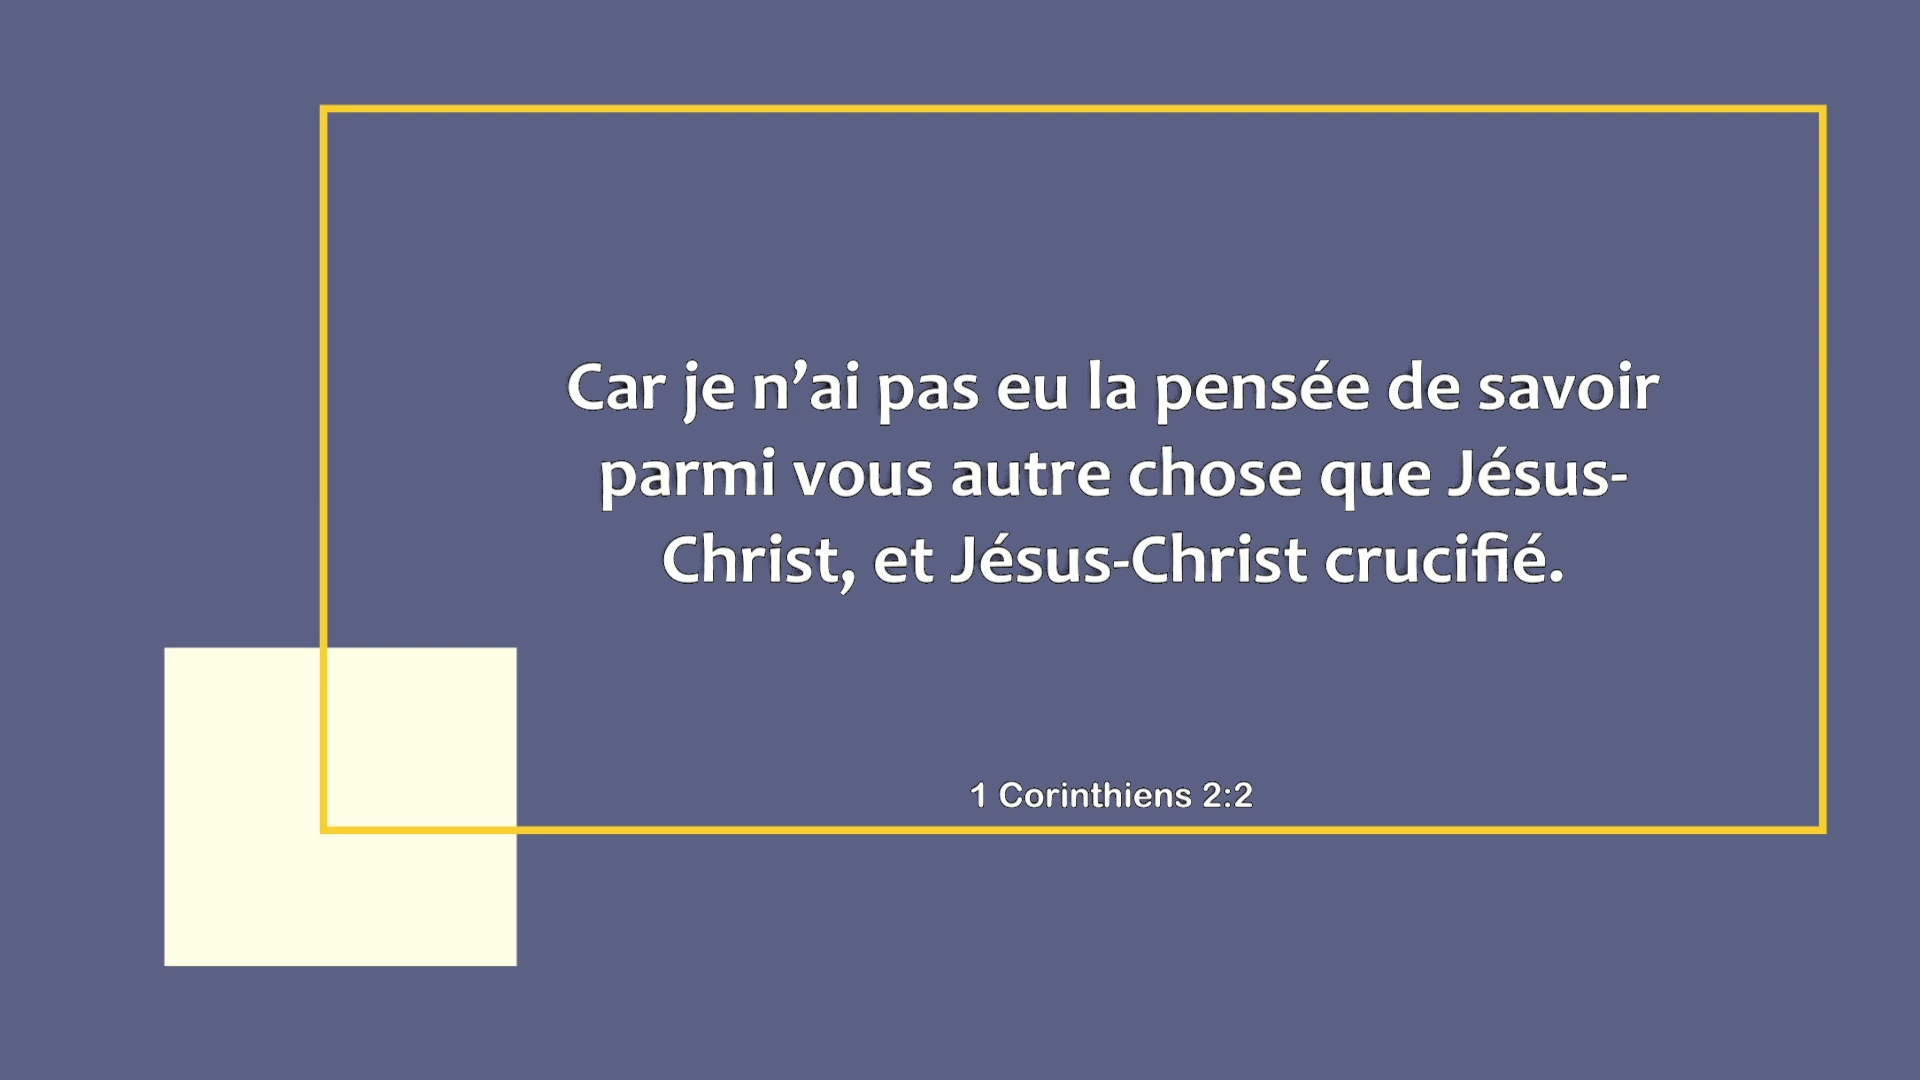 Car je n’ai pas eu la pensée de savoir
parmi vous autre chose que Jésus-
Christ, et Jésus-Christ crucifié.
1 Corinthiens 2:2